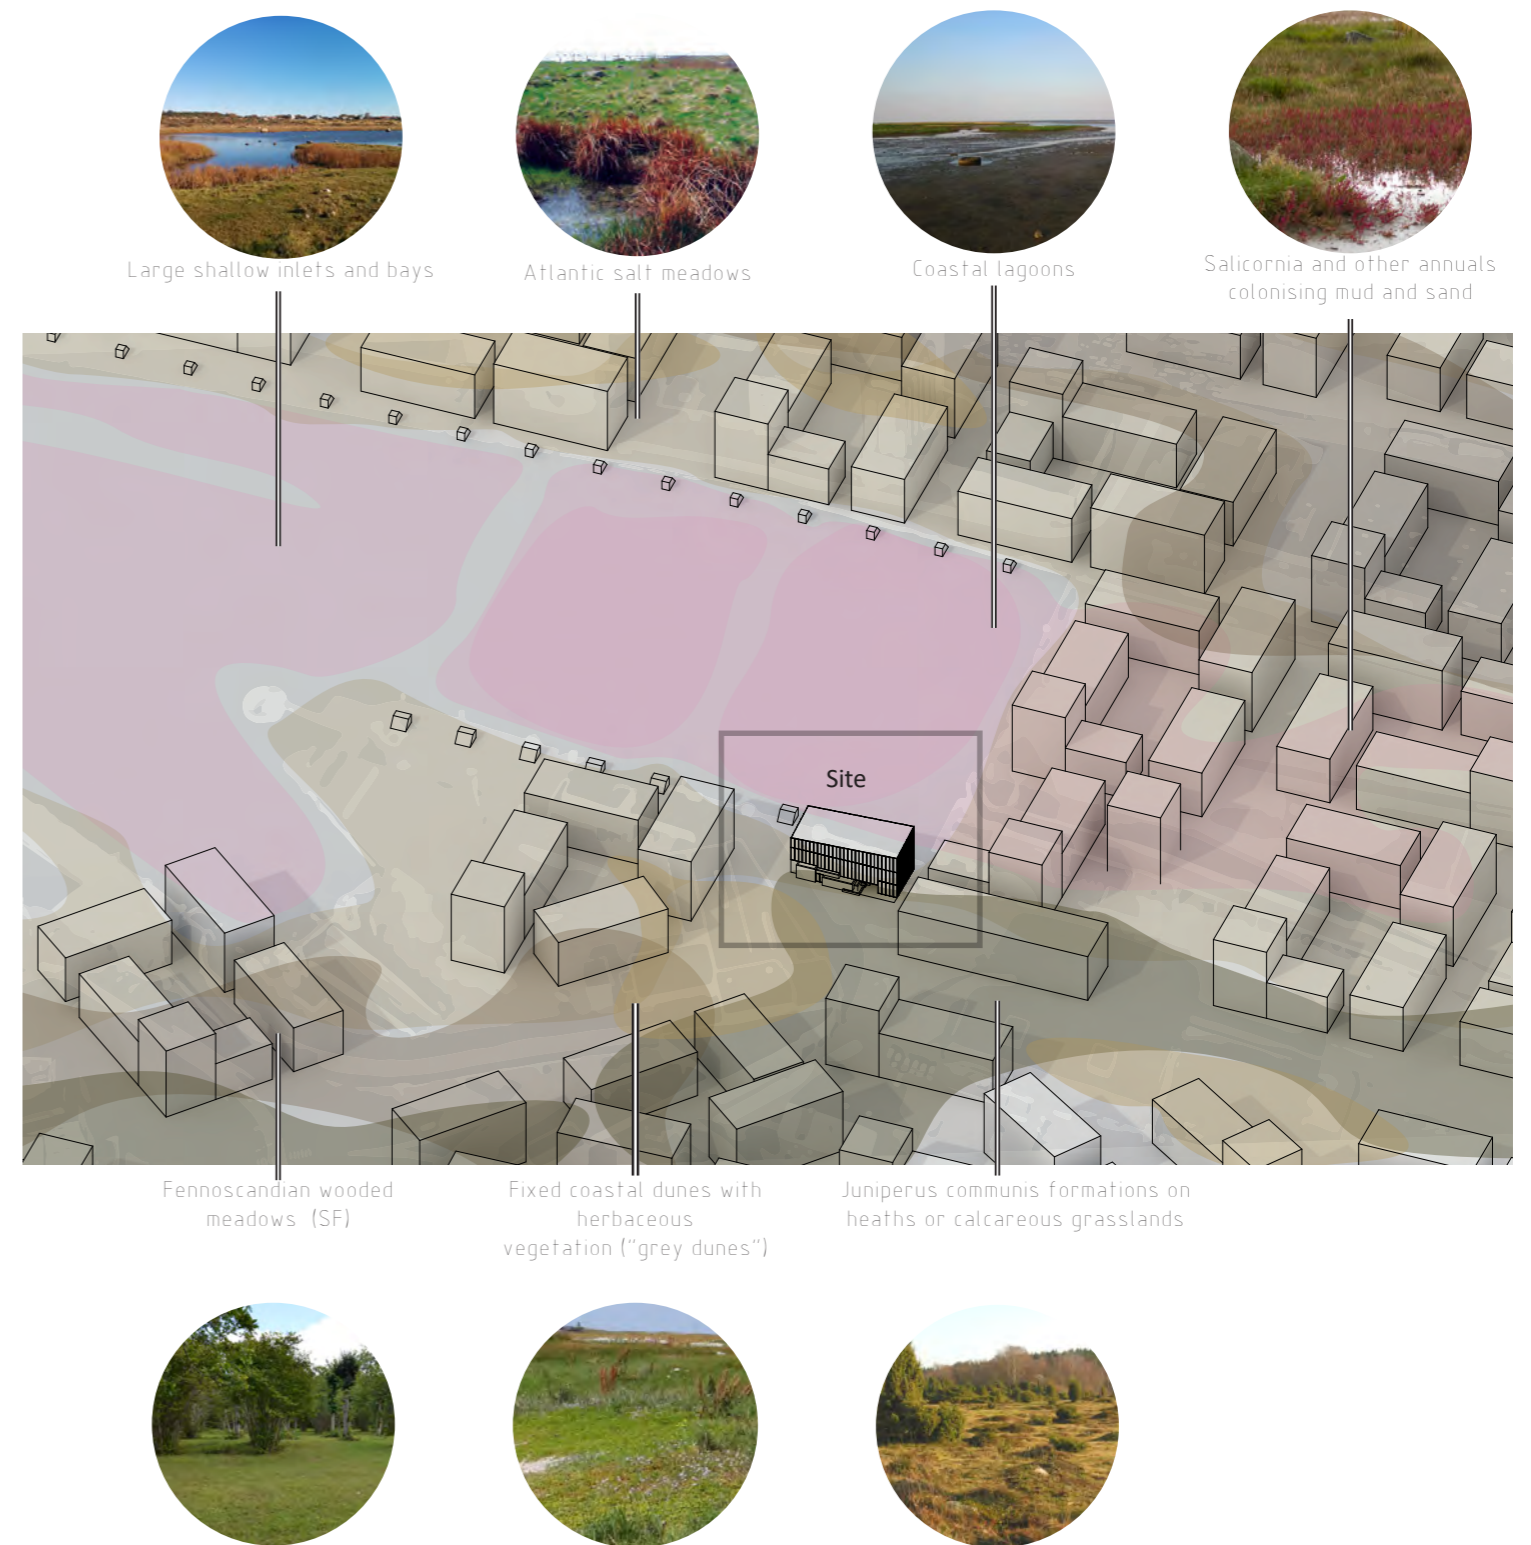 Large shallow inlets and bays
Atlantic salt meadows
Coastal lagoons
Salicornia and other annuals
colonising mud and sand
Site
Fennoscandian wooded
meadows (SF)
Fixed coastal dunes with
herbaceous
vegetation ("grey dunes")
Juniperus communis formations on
heaths or calcareous grasslands